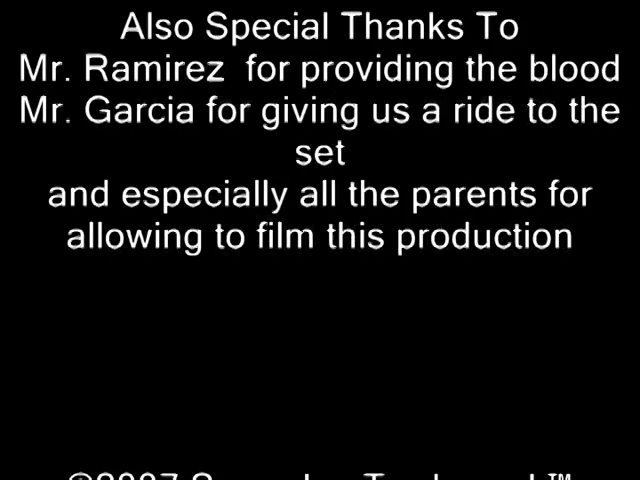 Also Special Thanks To
Mr. Ramirez  for providing the blood
Mr. Garcia for giving us a ride to the
set
and especially all the parents for
allowing to film this production
©2007